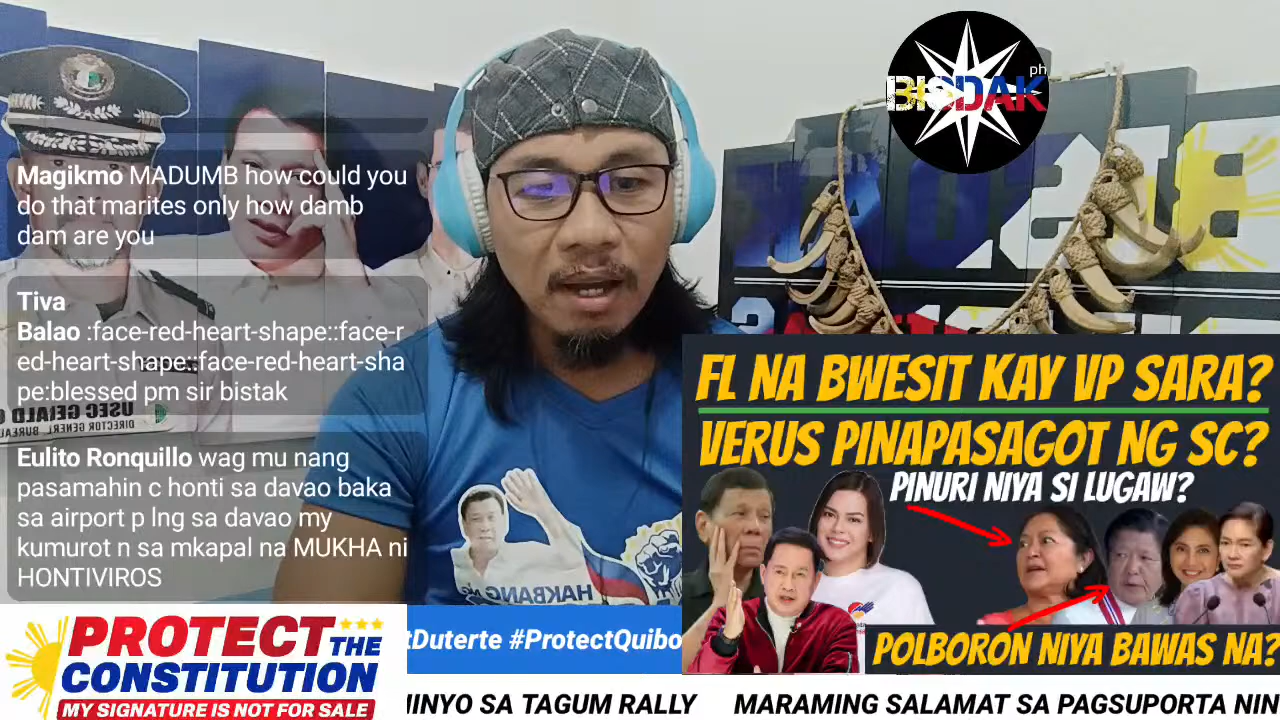 Magikmo MADUMB how could you
do that marites only how damb
dam are you
Tiva
Balao :face-red-heart-shape::face-r
ed-heart-shape::face-red-heart-sha
pe:blessed pm sir bistak
Eulito Ronquillo wag mu nang
pasamahin c honti sa davao baka
sa airport p lng sa davao my
kumurot n sa mkapal na MUKHA ni
HONTIVIROS
BISDAK
ph
FL NA BWESIT KAY VP SARA?
VERUS PINAPASAGOT NG SC?
PINURI NIYA SI LUGAW?
POLBORON NIYA BAWAS NA?
HAKBANG
PROTECT THE
CONSTITUTION
MY SIGNATURE IS NOT FOR SALE
tDuterte #ProtectQuibo
INYO SA TAGUM RALLY MARAMING SALAMAT SA PAGSUPORTA NIN